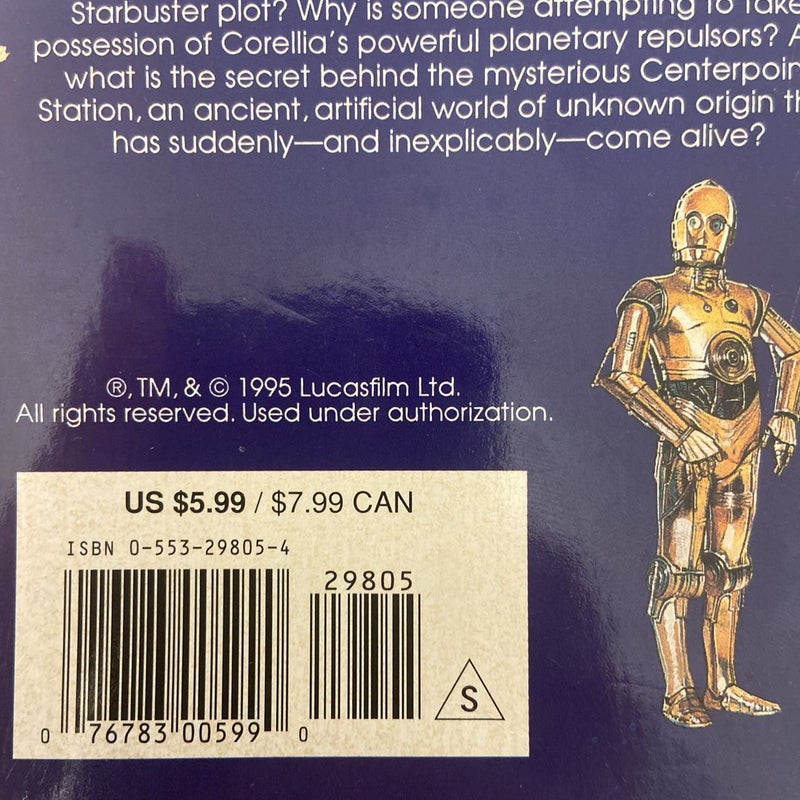 Starbuster plot? Why is someone attempting to take
possession of Corellia's powerful planetary repulsors?
what is the secret behind the mysterious
Station, an ancient, artificial world of unknown origin
has suddenly—and inexplicably—come alive?
®, TM, & © 1995 Lucasfilm Ltd.
All rights reserved. Used under authorization.
US $5.99 / $7.99 CAN
ISBN 0-553-29805-4
29805
0 76783 00599 0
S